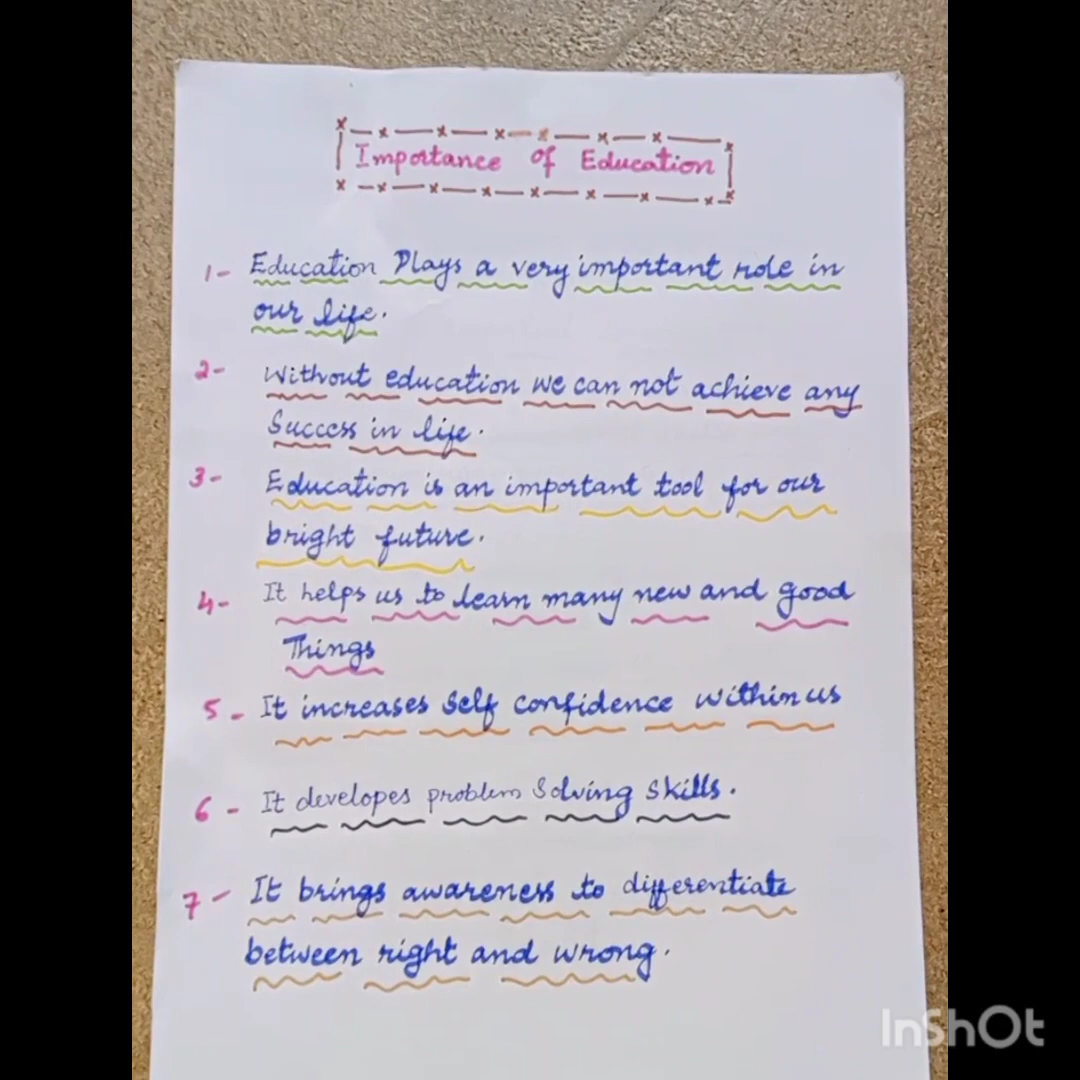 Importance of Education
1- Education Plays a very important role in
our life.
2- Without education we can not achieve any
Success in life.
3- Education is an important tool for our
bright future.
4- It helps us to learn many new and good
Things
5- It increases Self confidence within us
6- It developes problem Solving Skills.
7- It brings awareness to differentiate
between right and wrong.
InShOt